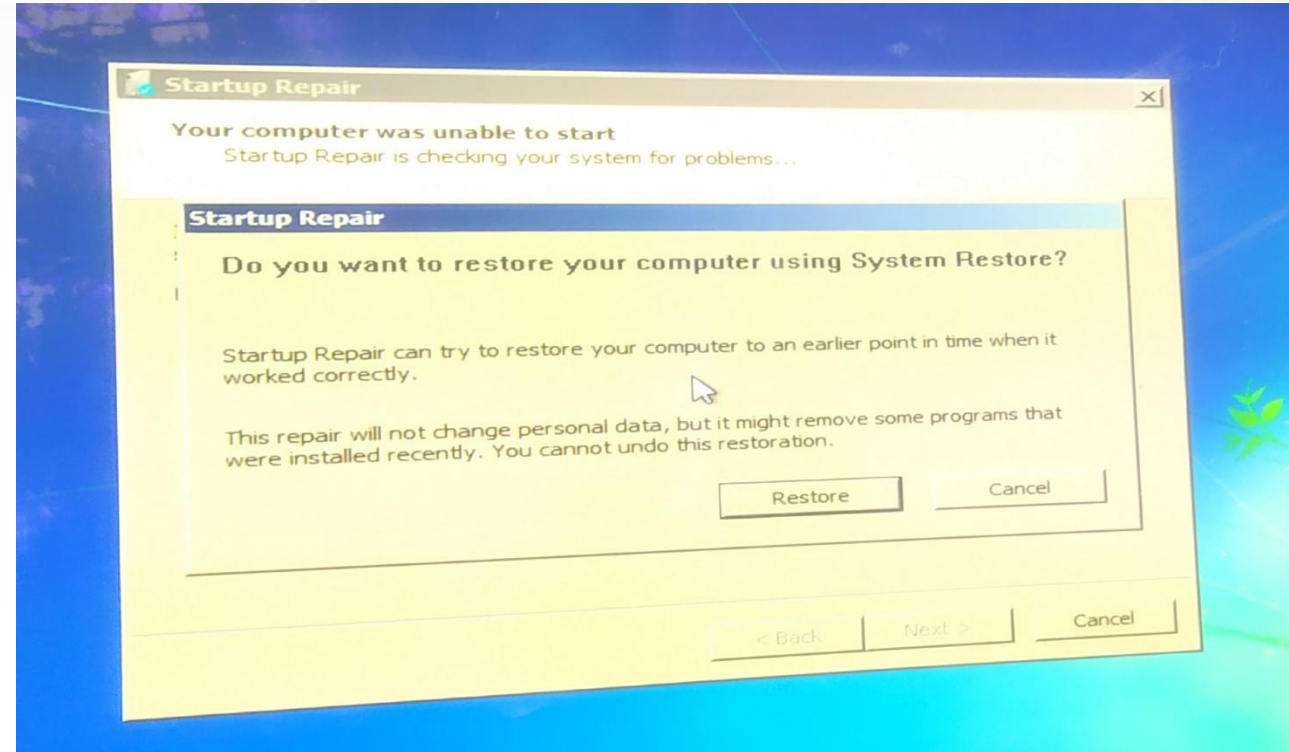 Startup Repair
Your computer was unable to start
Startup Repair is checking your system for problems...
Startup Repair
Do you want to restore your computer using System Restore?
Startup Repair can try to restore your computer to an earlier point in time when it
worked correctly.
This repair will not change personal data, but it might remove some programs that
were installed recently. You cannot undo this restoration.
Restore
Cancel
< Back
Next >
Cancel